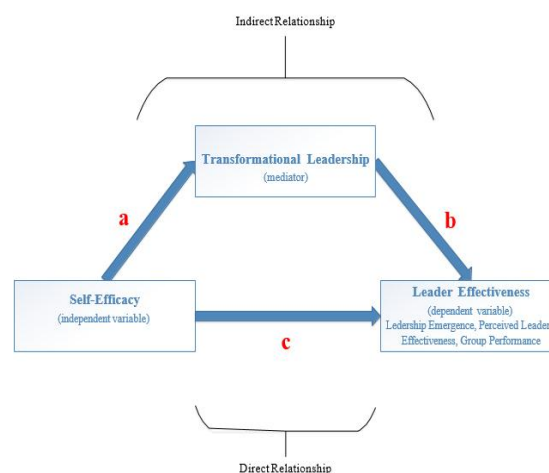 Indirect Relationship
Transformational Leadership
(mediator)
a
b
Self-Efficacy
(independent variable)
Leader Effectiveness
(dependent variable)
Ledership Emergence, Perceived Leader
Effectiveness, Group Performance
c
Direct Relationship